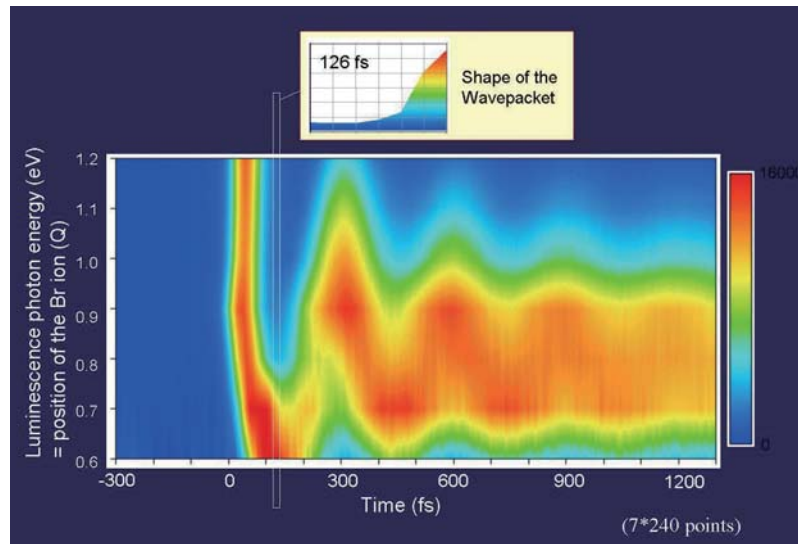 126 fs
Shape of the
Wavepacket
Luminescence photon energy (eV)
= position of the Br ion (Q)
1.2
1.1
1.0
0.9
0.8
0.7
0.6
16000
0
-300
0
300
600
900
1200
Time (fs)
(7*240 points)